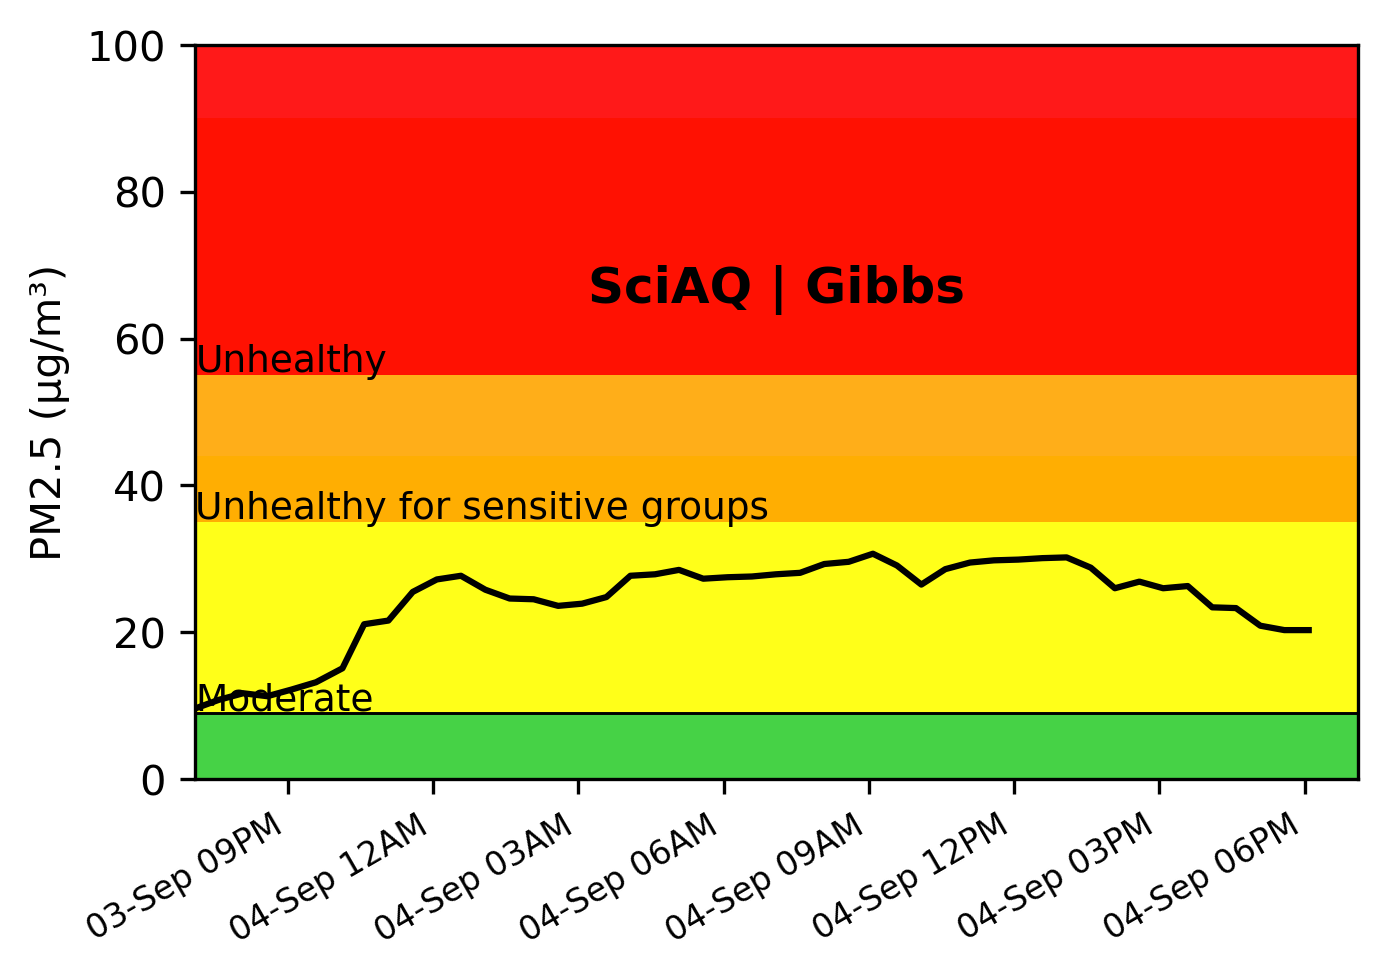 100
80
60
40
20
0
PM2.5 (µg/m³)
SciAQ | Gibbs
Unhealthy
Unhealthy for sensitive groups
Moderate
03-Sep 09PM
04-Sep 12AM
04-Sep 03AM
04-Sep 06AM
04-Sep 09AM
04-Sep 12PM
04-Sep 03PM
04-Sep 06PM